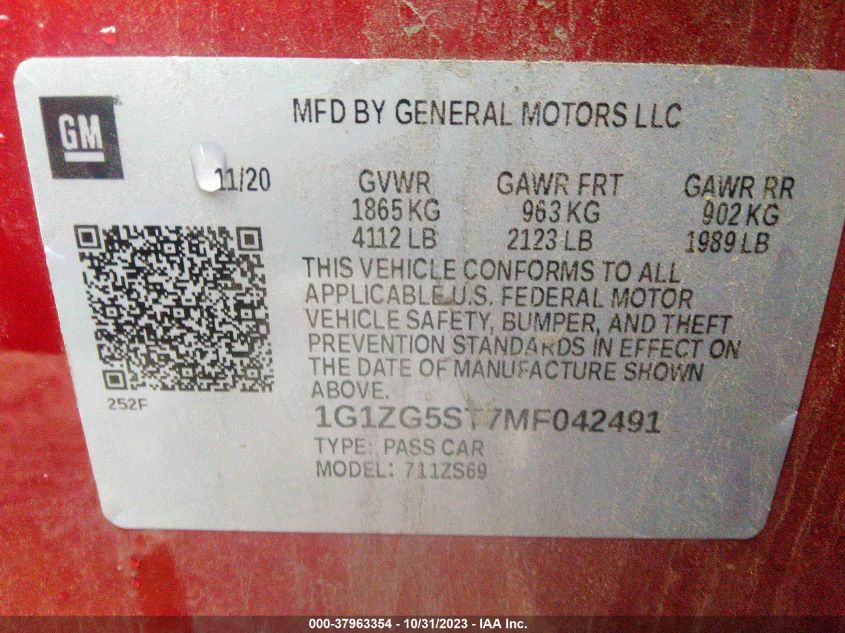 GM
MFD BY GENERAL MOTORS LLC
11/20
GVWR GAWR FRT GAWR RR
1865 KG 963 KG 902 KG
4112 LB 2123 LB 1989 LB
THIS VEHICLE CONFORMS TO ALL
APPLICABLE U.S. FEDERAL MOTOR
VEHICLE SAFETY, BUMPER, AND THEFT
PREVENTION STANDARDS IN EFFECT ON
THE DATE OF MANUFACTURE SHOWN
ABOVE.
252F
1G1ZG5ST7MF042491
TYPE: PASS CAR
MODEL: 711ZS69
000-37963354 - 10/31/2023 - IAA Inc.